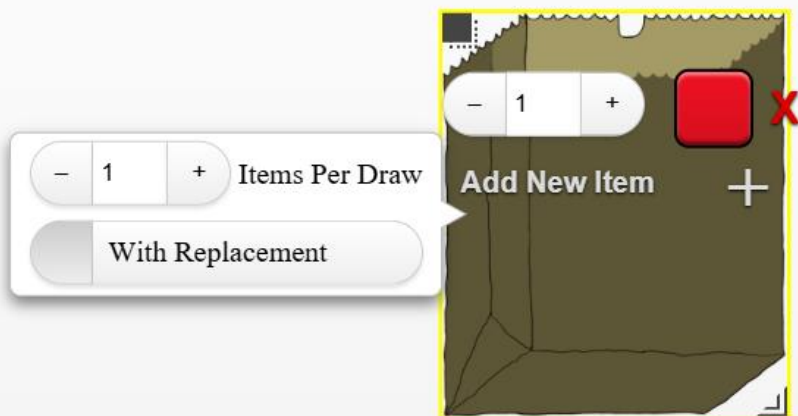 – 1 + X
– 1 + Items Per Draw
Add New Item +
With Replacement